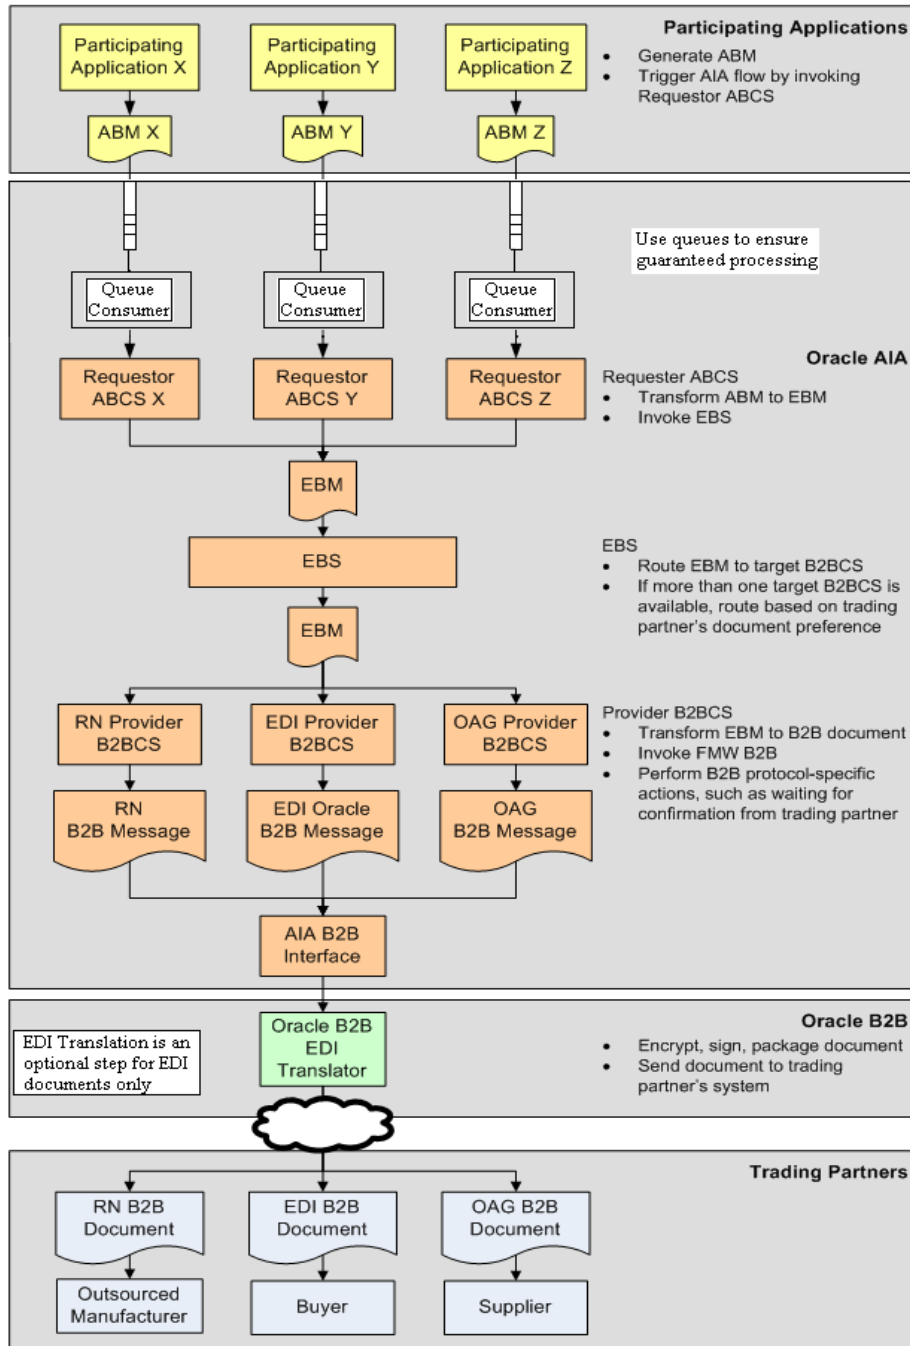 Participating Applications
Participating
Application X
Participating
Application Y
Participating
Application Z
• Generate ABM
• Trigger AIA flow by invoking
Requestor ABCS
ABM X
ABM Y
ABM Z
Use queues to ensure
guaranteed processing
Queue
Consumer
Queue
Consumer
Queue
Consumer
Oracle AIA
Requestor
ABCS X
Requestor
ABCS Y
Requestor
ABCS Z
Requester ABCS
• Transform ABM to EBM
• Invoke EBS
EBM
EBS
EBS
• Route EBM to target B2BCS
• If more than one target B2BCS is
available, route based on trading
partner's document preference
EBM
RN Provider
B2BCS
EDI Provider
B2BCS
OAG Provider
B2BCS
Provider B2BCS
• Transform EBM to B2B document
• Invoke FMW B2B
• Perform B2B protocol-specific
actions, such as waiting for
confirmation from trading partner
RN
B2B Message
EDI Oracle
B2B Message
OAG
B2B Message
AIA B2B
Interface
Oracle B2B
EDI Translation is an
optional step for EDI
documents only
Oracle B2B
EDI
Translator
• Encrypt, sign, package document
• Send document to trading
partner's system
Trading Partners
RN B2B
Document
EDI B2B
Document
OAG B2B
Document
Outsourced
Manufacturer
Buyer
Supplier